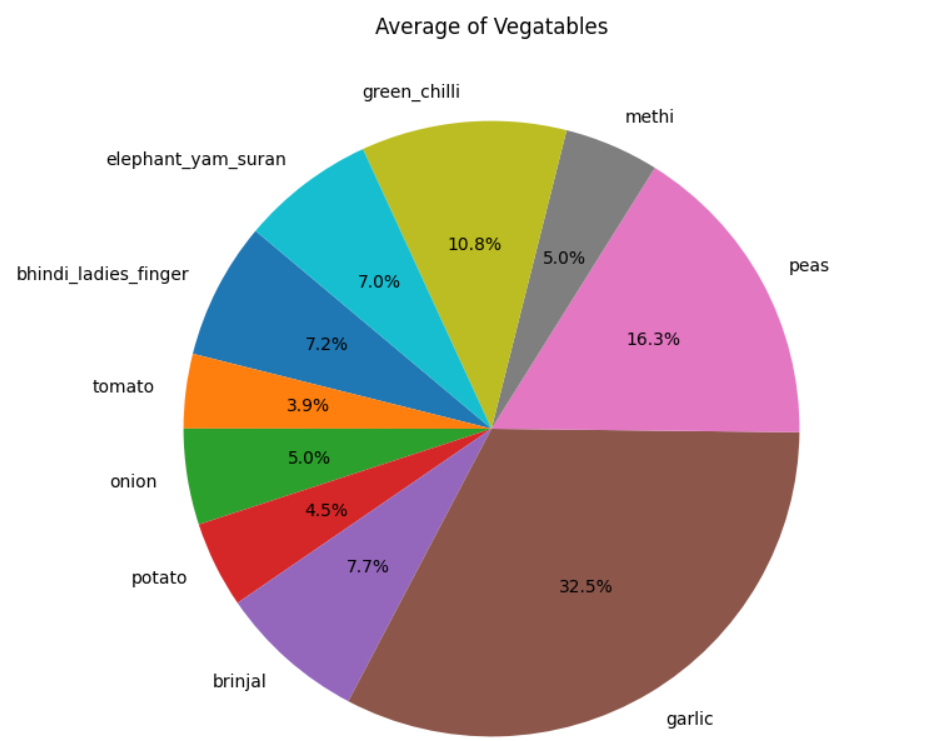 Average of Vegatables
green_chilli
methi
elephant_yam_suran
10.8%
5.0%
peas
bhindi_ladies_finger
7.0%
16.3%
7.2%
tomato
3.9%
5.0%
onion
4.5%
potato
7.7%
32.5%
brinjal
garlic